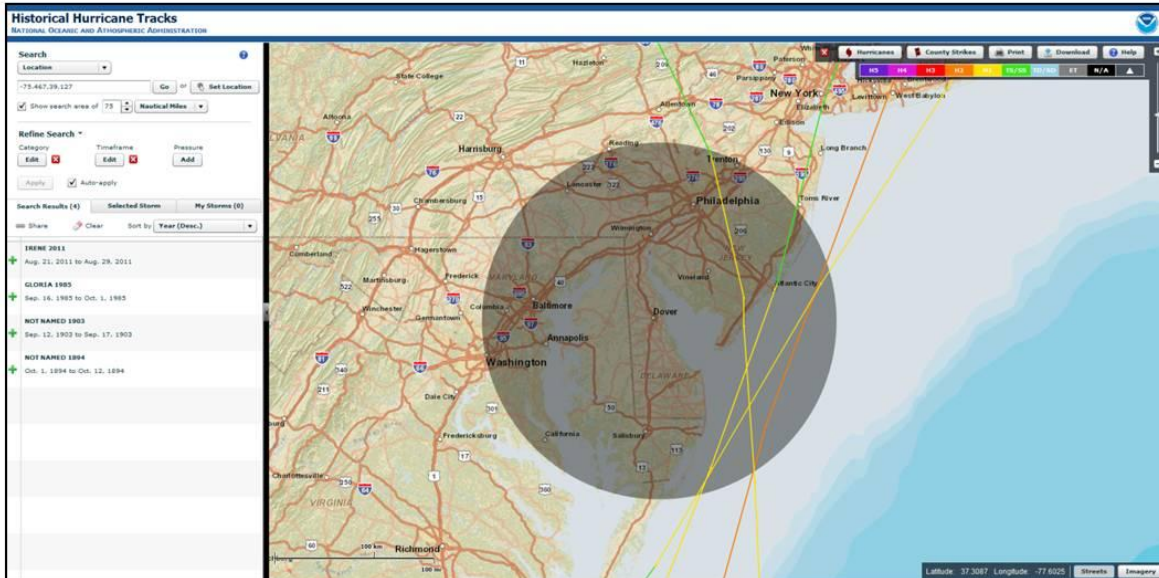 Historical Hurricane Tracks
NATIONAL OCEANIC AND ATMOSPHERIC ADMINISTRATION
Search
Location
-75.467,39.127
Go or Set Location
Show search area of 75 Nautical Miles
Refine Search
Category Timeframe Pressure
Edit Edit Add
Apply Auto-apply
Search Results (4) Selected Storm My Storms (0)
Share Clear Sort by Year (Desc.)
IRENE 2011
Aug. 21, 2011 to Aug. 29, 2011
GLORIA 1985
Sep. 16, 1985 to Oct. 1, 1985
NOT NAMED 1903
Sep. 12, 1903 to Sep. 17, 1903
NOT NAMED 1894
Oct. 1, 1894 to Oct. 12, 1894
Hurricanes County Strikes Print Download Help
H5 H4 H3 H2 H1 TS/SS TD/SD ET N/A
State College
Hazleton
Parsippany
New York
Elizabeth
Levittown West Babylon
Altoona
Allentown
Edison
Harrisburg
Reading
Trenton
Long Branch
Lancaster
Chambersburg
Philadelphia
Toms River
Wilmington
NEW JERSEY
Cumberland
Hagerstown
Martinsburg
Frederick
MARYLAND
Vineland
Atlantic City
Winchester
Columbia
Baltimore
Germantown
Dover
Annapolis
Washington
DELAWARE
Dale City
Fredericksburg
California
Salisbury
Charlottesville
VIRGINIA
Richmond
100 km
100 mi
Latitude: 37.3087 Longitude: -77.6025 Streets Imagery